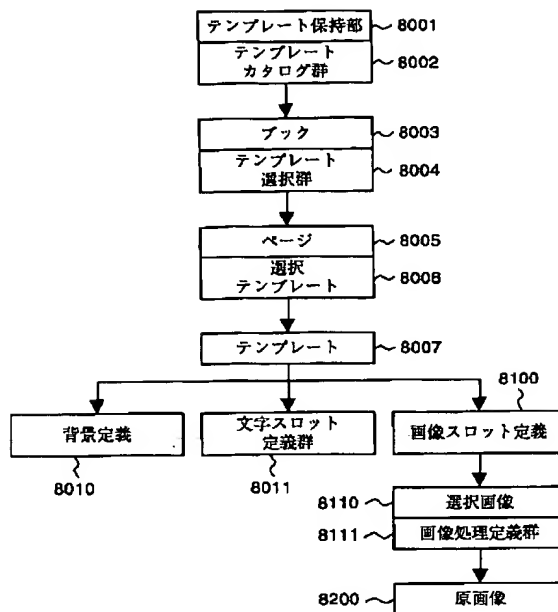 テンプレート保持部 8001
テンプレート
カタログ群 8002
ブック 8003
テンプレート
選択群 8004
ページ 8005
選択
テンプレート 8006
テンプレート 8007
8100
背景定義
文字スロット
定義群
画像スロット定義
8010
8011
8110 選択画像
8111 画像処理定義群
8200 原画像